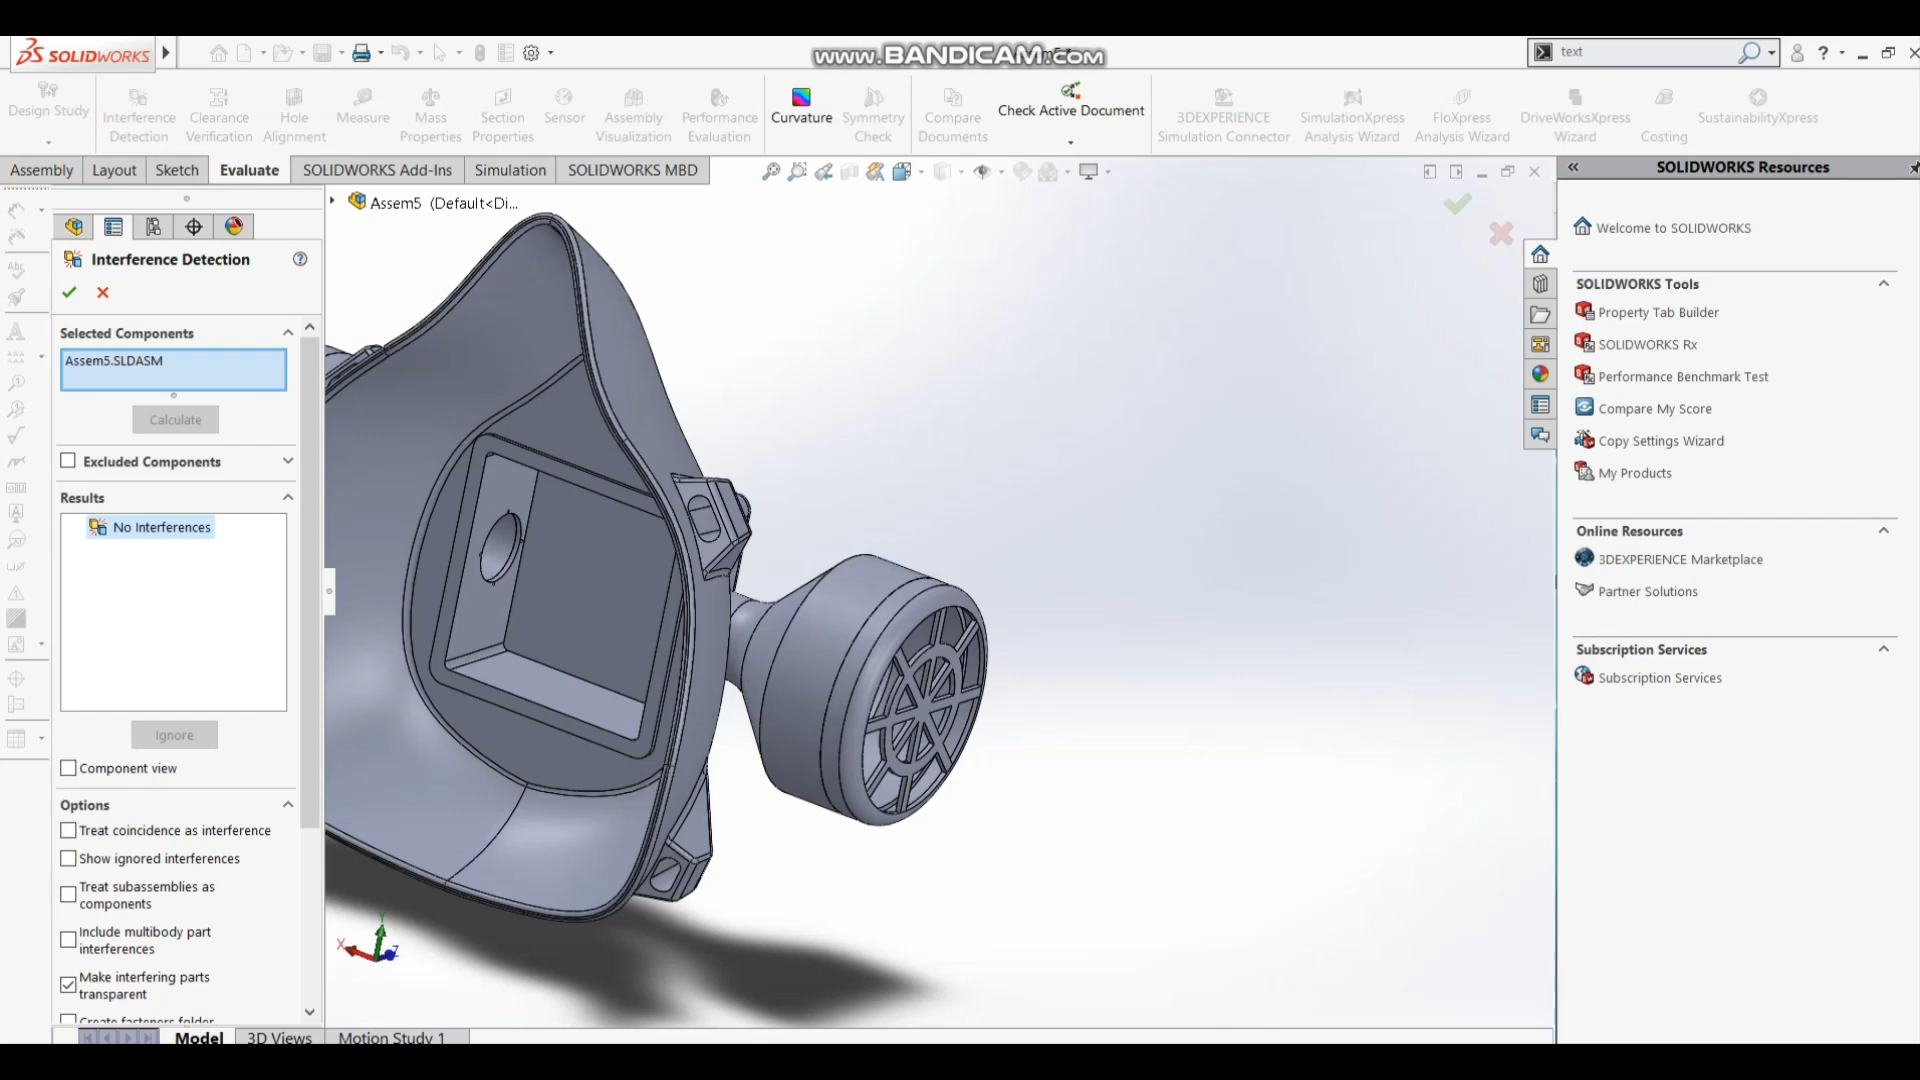 SOLIDWORKS
www.BANDICAM.com
text
Design Study
Interference Detection
Clearance Verification
Hole Alignment
Measure
Mass Properties
Section Properties
Sensor
Assembly Visualization
Performance Evaluation
Curvature
Symmetry Check
Compare Documents
Check Active Document
3DEXPERIENCE Simulation Connector
SimulationXpress Analysis Wizard
FloXpress Analysis Wizard
DriveWorksXpress Wizard
Costing
SustainabilityXpress
Assembly
Layout
Sketch
Evaluate
SOLIDWORKS Add-Ins
Simulation
SOLIDWORKS MBD
Assem5 (Default<Di...
Interference Detection
Selected Components
Assem5.SLDASM
Calculate
Excluded Components
Results
No Interferences
Ignore
Component view
Options
Treat coincidence as interference
Show ignored interferences
Treat subassemblies as
components
Include multibody part
interferences
Make interfering parts
transparent
Create fasteners folder
X
Y
Z
Model
3D Views
Motion Study 1
SOLIDWORKS Resources
Welcome to SOLIDWORKS
SOLIDWORKS Tools
Property Tab Builder
SOLIDWORKS Rx
Performance Benchmark Test
Compare My Score
Copy Settings Wizard
My Products
Online Resources
3DEXPERIENCE Marketplace
Partner Solutions
Subscription Services
Subscription Services